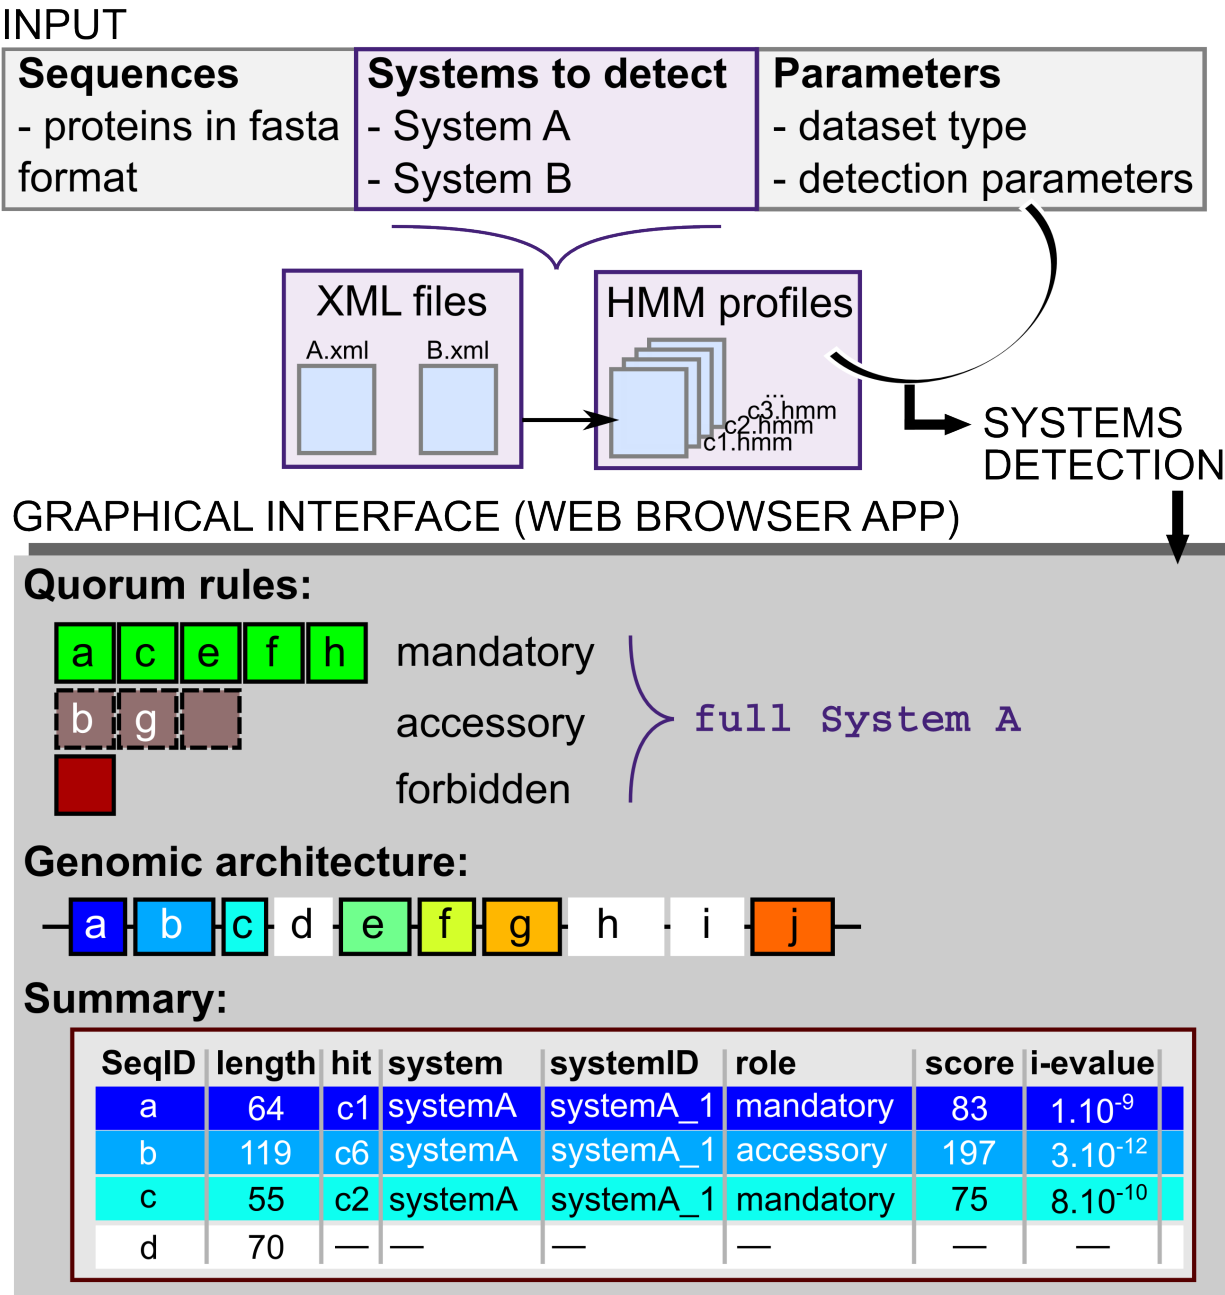 INPUT
Sequences
- proteins in fasta
format
Systems to detect
- System A
- System B
Parameters
- dataset type
- detection parameters
XML files
A.xml B.xml
HMM profiles
...
c3.hmm
c2.hmm
c1.hmm
SYSTEMS
DETECTION
GRAPHICAL INTERFACE (WEB BROWSER APP)
Quorum rules:
a c e f h mandatory
b g accessory
forbidden
full System A
Genomic architecture:
a b c d e f g h i j
Summary:
SeqID length hit system systemID role score i-evalue
a 64 c1 systemA systemA_1 mandatory 83 1.10⁻⁹
b 119 c6 systemA systemA_1 accessory 197 3.10⁻¹²
c 55 c2 systemA systemA_1 mandatory 75 8.10⁻¹⁰
d 70 — — — — — —